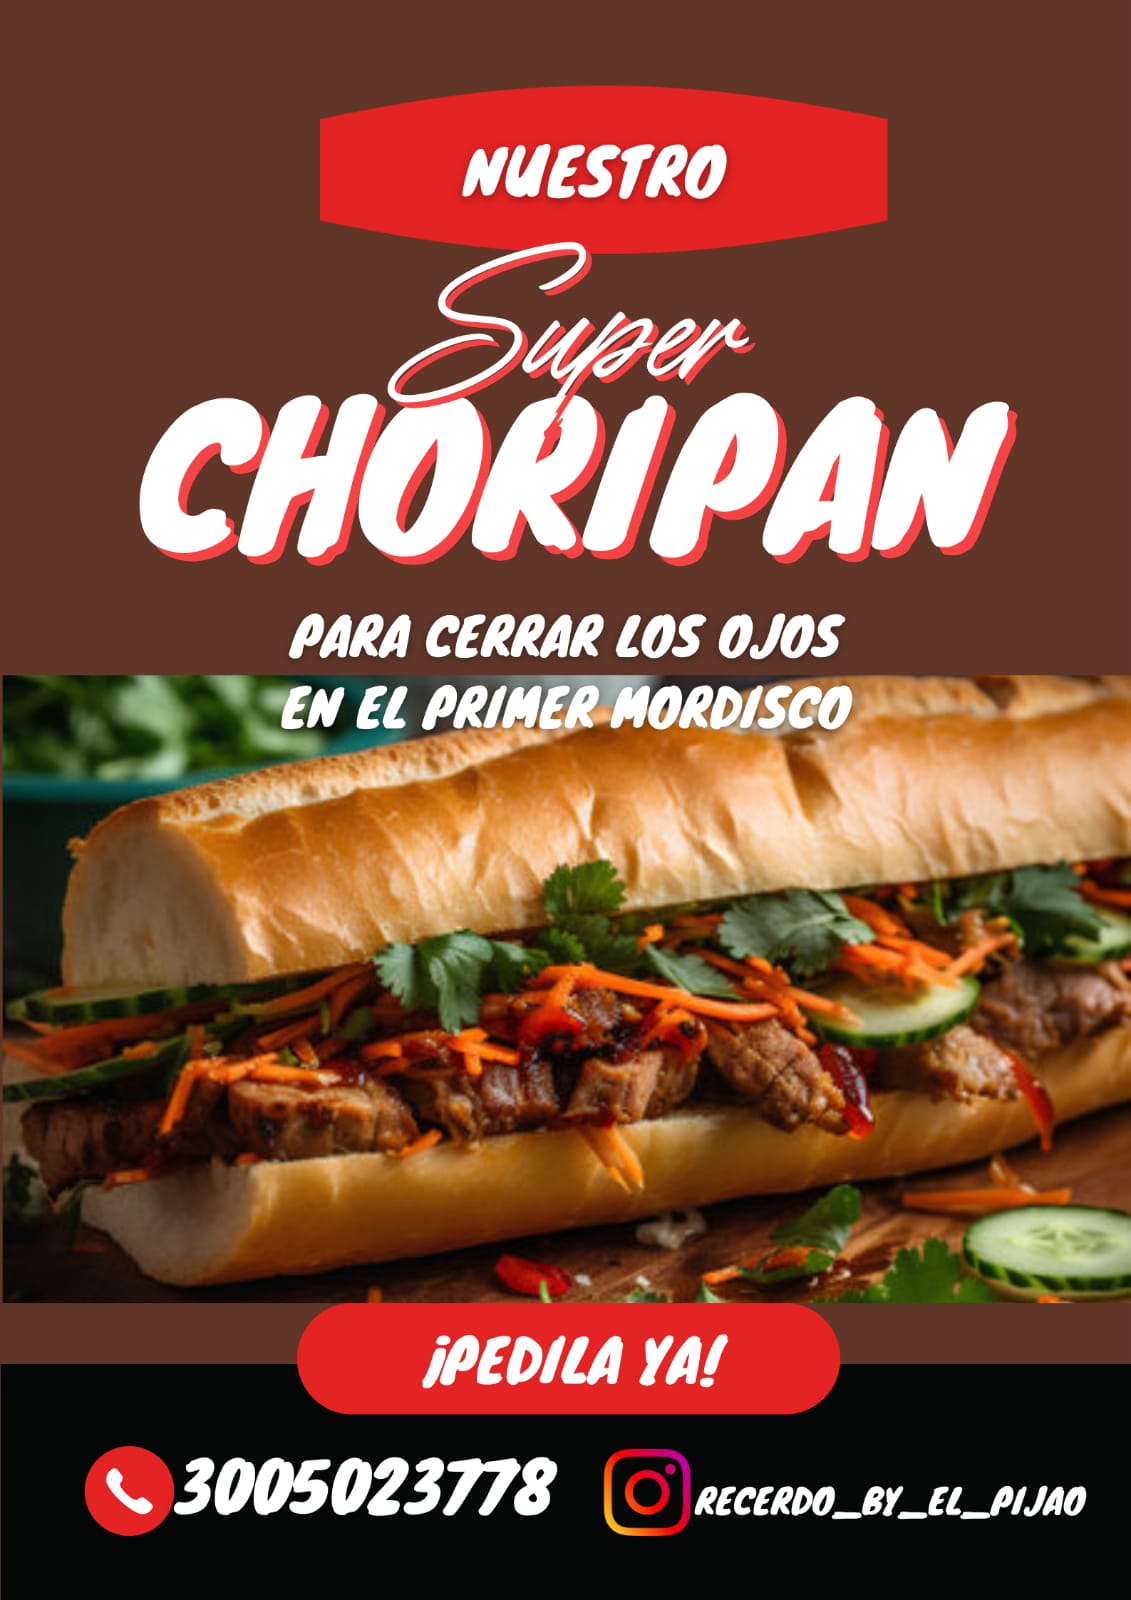 NUESTRO
Super
CHORIPAN
PARA CERRAR LOS OJOS
EN EL PRIMER MORDISCO
¡PEDILA YA!
3005023778
RECERDO_BY_EL_PIJAO